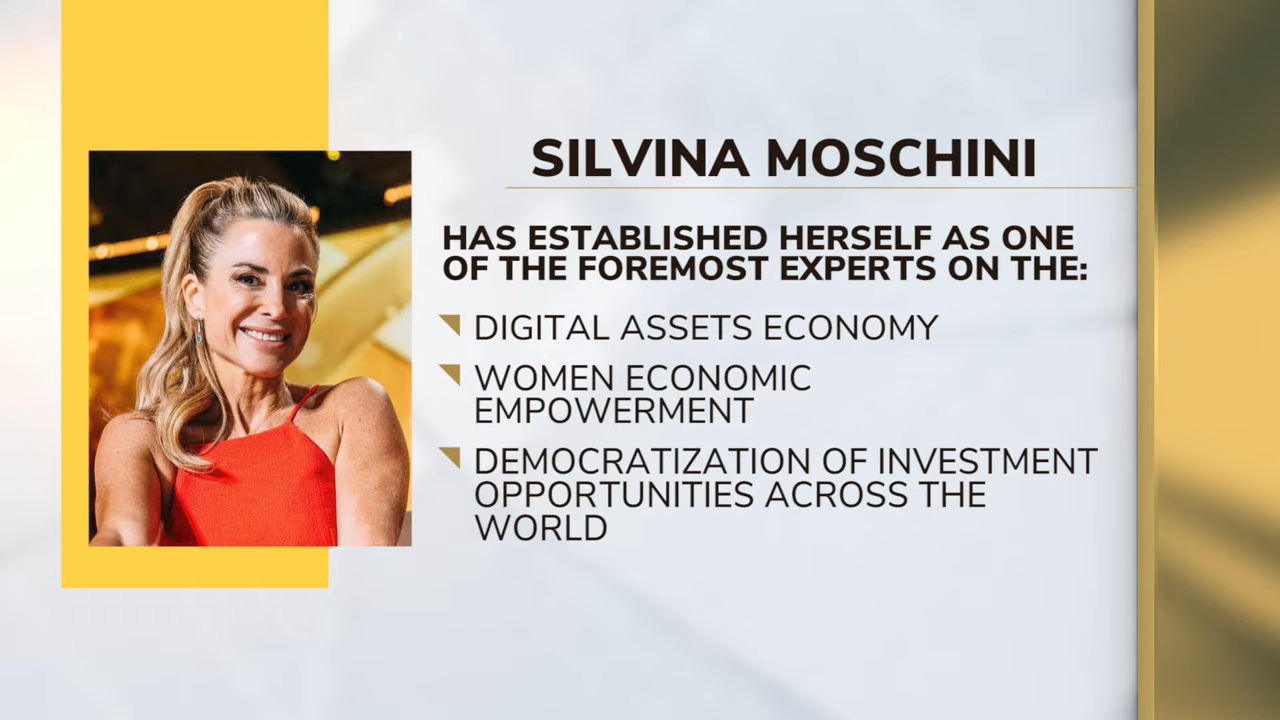 SILVINA MOSCHINI
HAS ESTABLISHED HERSELF AS ONE
OF THE FOREMOST EXPERTS ON THE:
DIGITAL ASSETS ECONOMY
WOMEN ECONOMIC
EMPOWERMENT
DEMOCRATIZATION OF INVESTMENT
OPPORTUNITIES ACROSS THE
WORLD